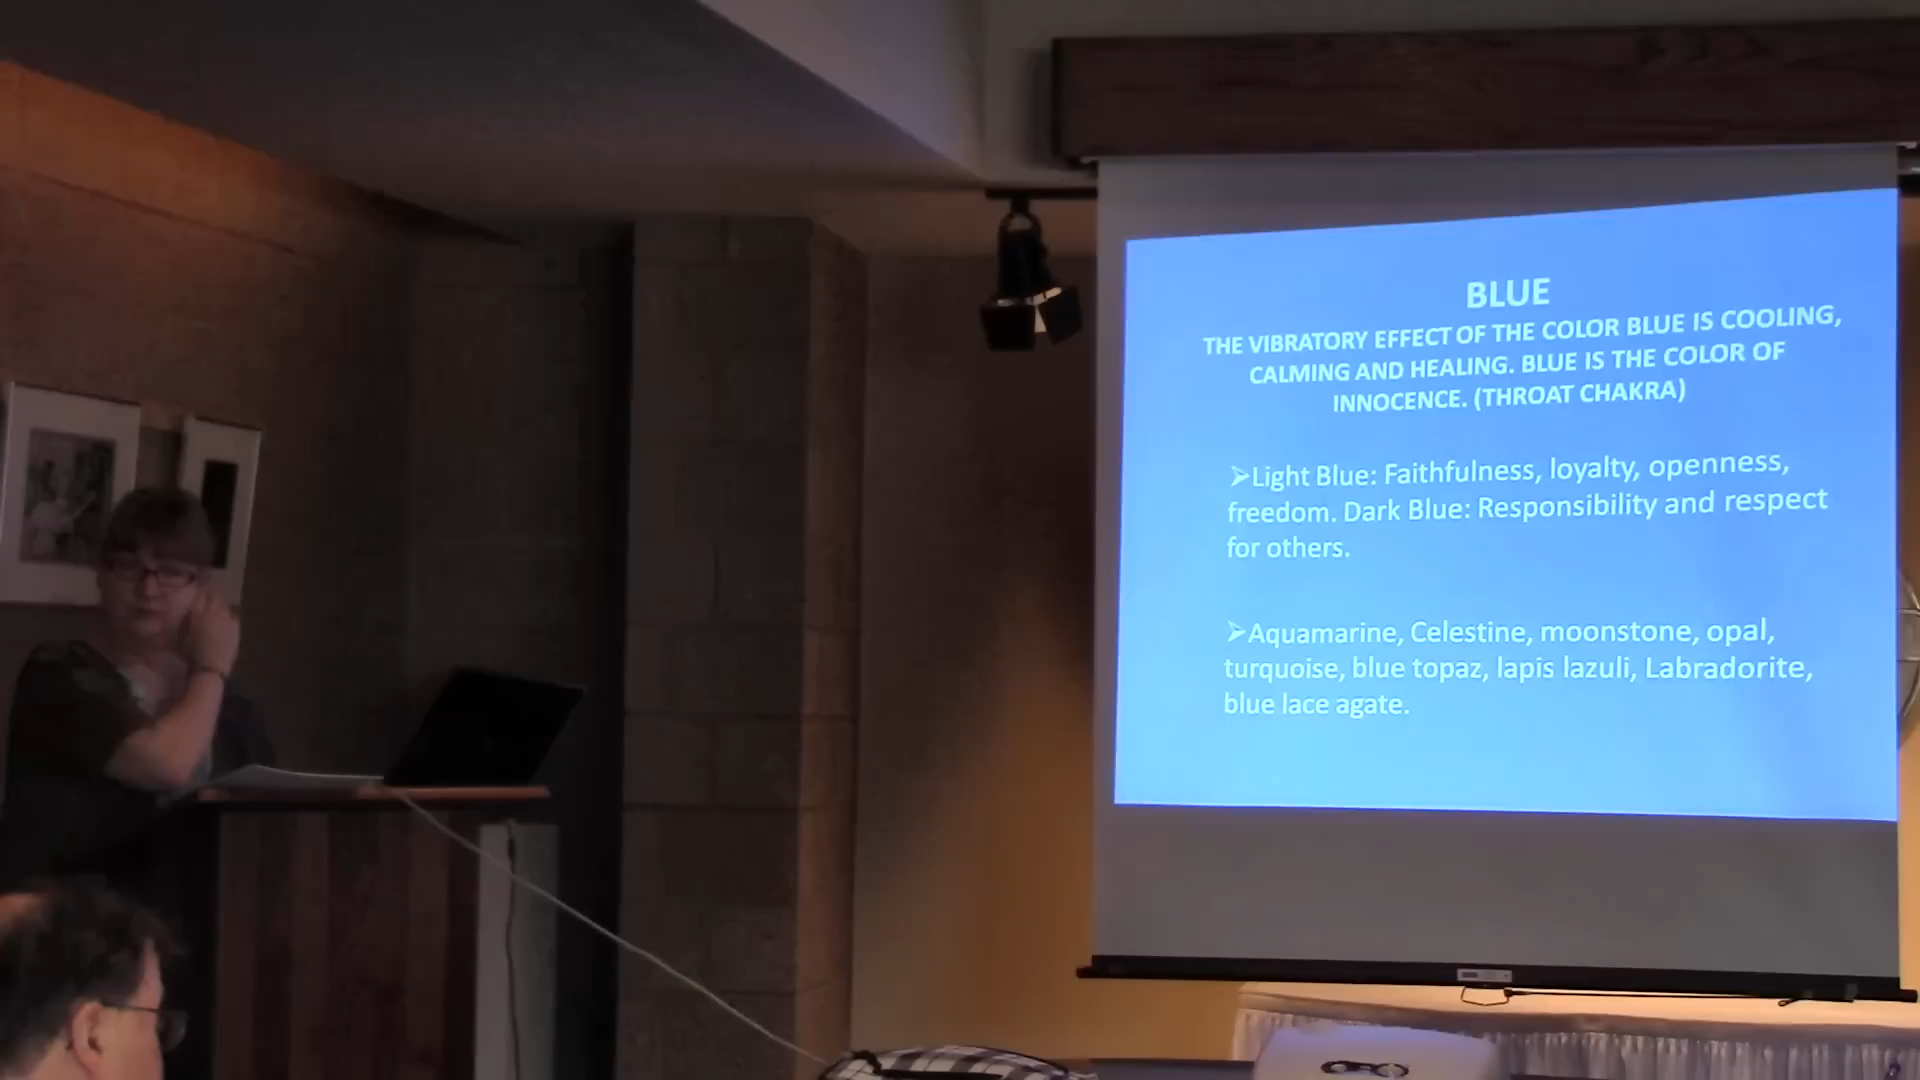 BLUE
THE VIBRATORY EFFECT OF THE COLOR BLUE IS COOLING,
CALMING AND HEALING. BLUE IS THE COLOR OF
INNOCENCE. (THROAT CHAKRA)
➢Light Blue: Faithfulness, loyalty, openness,
freedom. Dark Blue: Responsibility and respect
for others.
➢Aquamarine, Celestine, moonstone, opal,
turquoise, blue topaz, lapis lazuli, Labradorite,
blue lace agate.